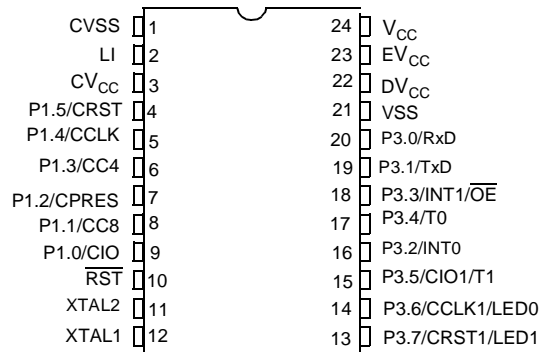 CVSS 1 24 VCC
LI 2 23 EVCC
CVCC 3 22 DVCC
P1.5/CRST 4 21 VSS
P1.4/CCLK 5 20 P3.0/RxD
P1.3/CC4 6 19 P3.1/TxD
P1.2/CPRES 7 18 P3.3/INT1/OE
P1.1/CC8 8 17 P3.4/T0
P1.0/CIO 9 16 P3.2/INT0
RST 10 15 P3.5/CIO1/T1
XTAL2 11 14 P3.6/CCLK1/LED0
XTAL1 12 13 P3.7/CRST1/LED1